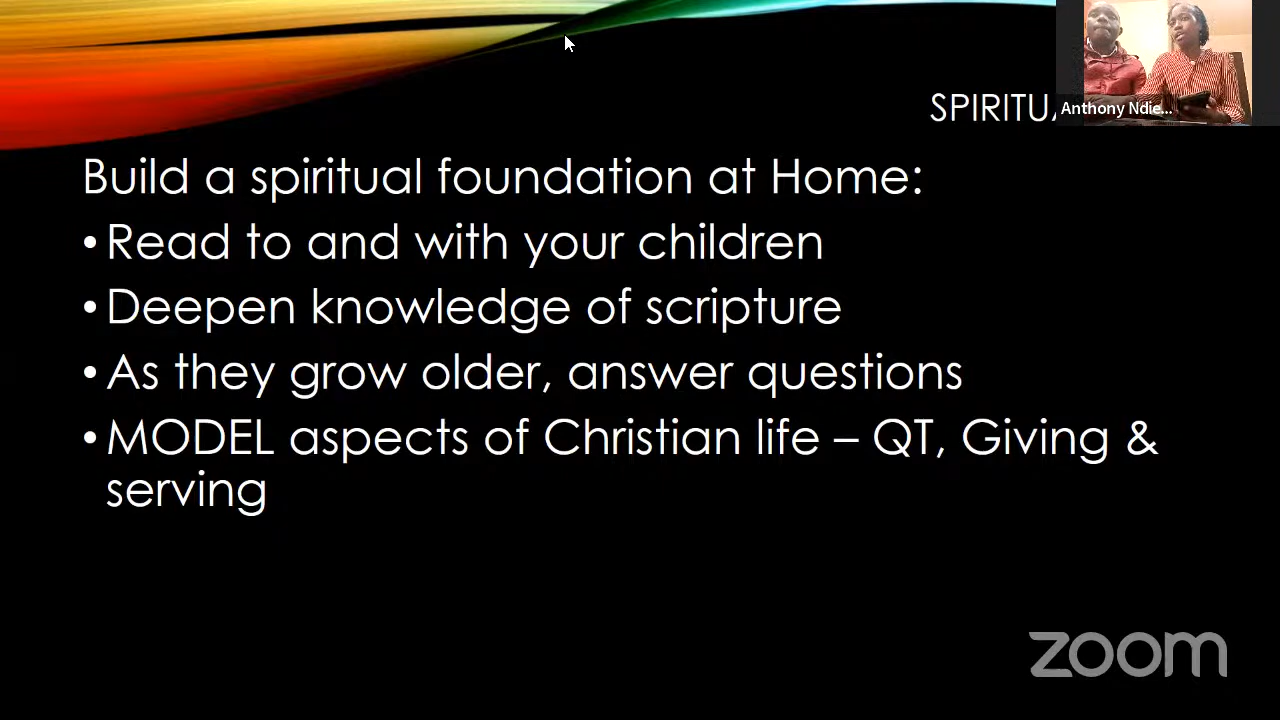 Anthony Ndie...
Build a spiritual foundation at Home:
• Read to and with your children
• Deepen knowledge of scripture
• As they grow older, answer questions
• MODEL aspects of Christian life – QT, Giving &
serving
zoom